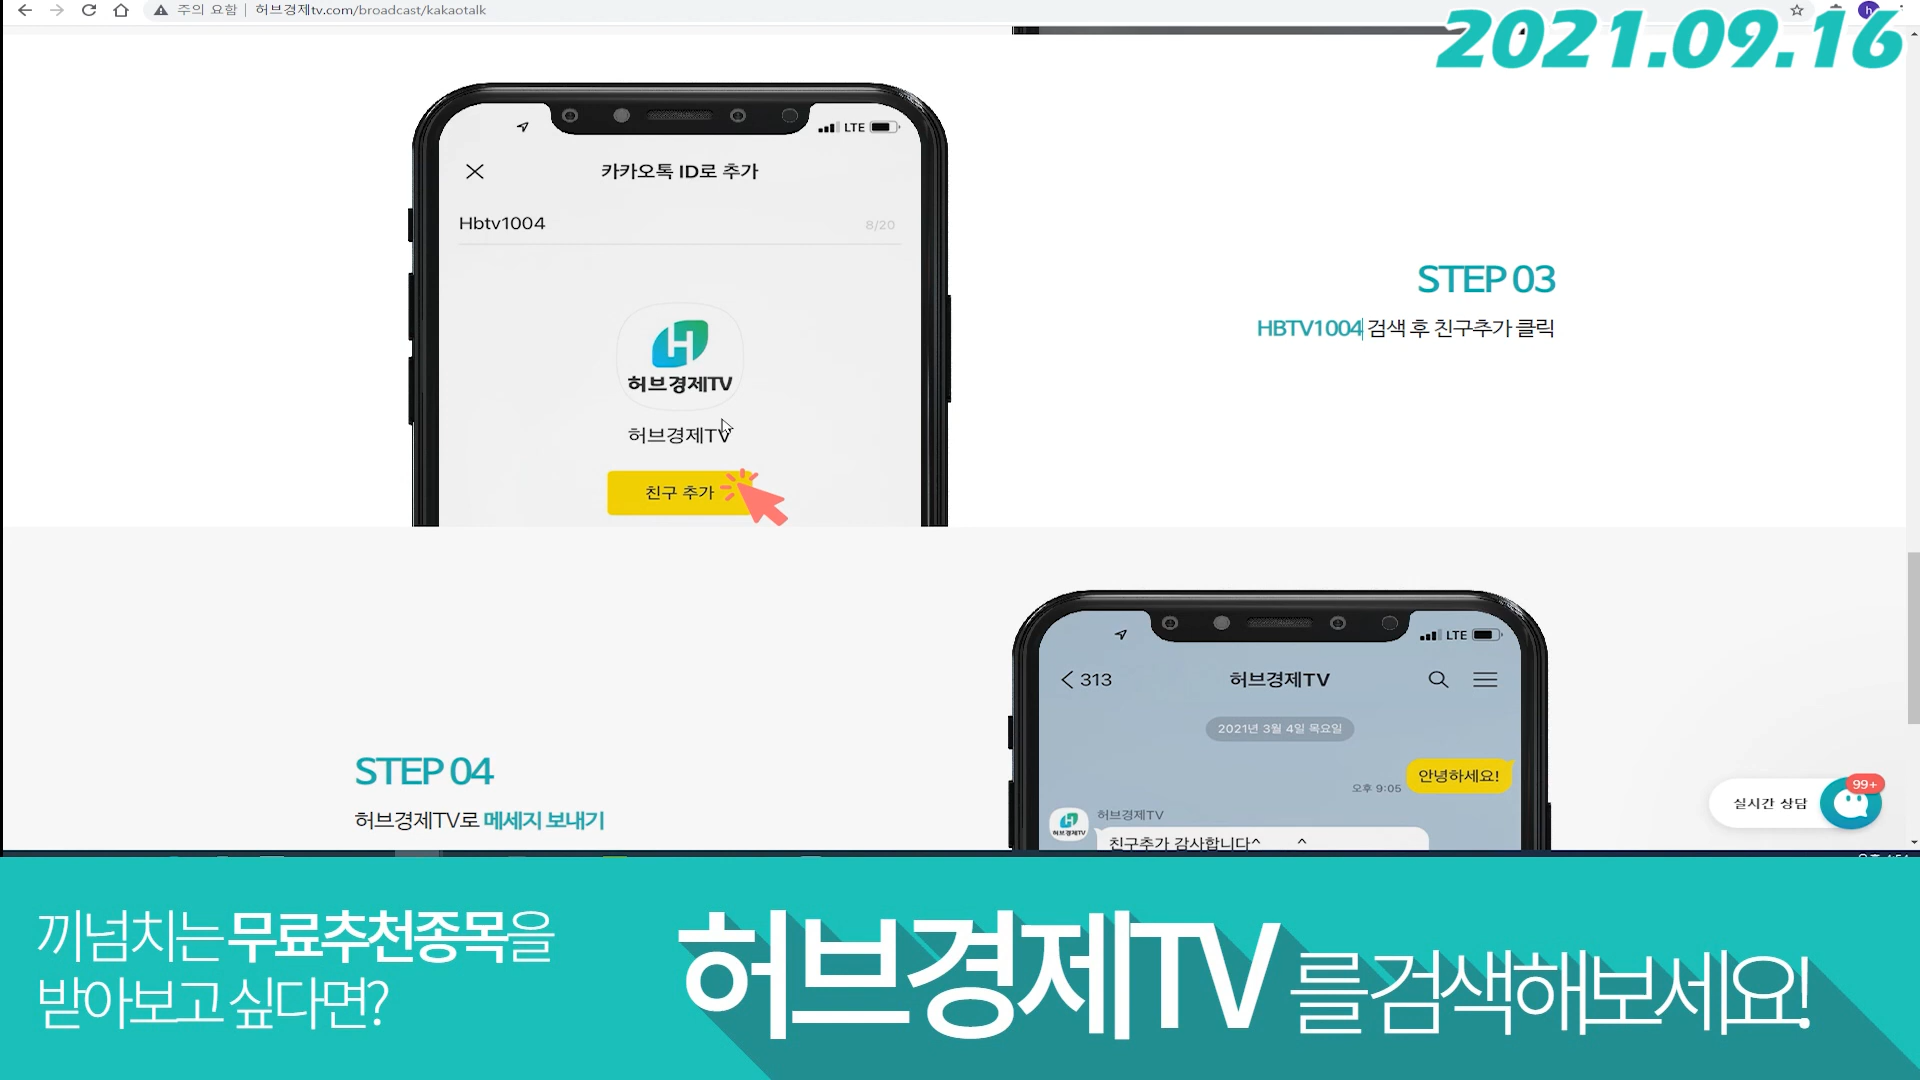 주의 요함 | 허브경제tv.com/broadcast/kakaotalk
h
2021.09.16
LTE
카카오톡 ID로 추가
Hbtv1004
8/20
H
허브경제TV
허브경제TV
친구 추가
STEP 03
HBTV1004 검색 후 친구추가 클릭
STEP 04
허브경제TV로 메세지 보내기
LTE
313
허브경제TV
2021년 3월 4일 목요일
안녕하세요!
오후 9:05
허브경제TV
허브경제TV
친구추가 감사합니다^ ^
99+
실시간 상담
끼넘치는 무료추천종목을
받아보고 싶다면?
허브경제TV를 검색해보세요!